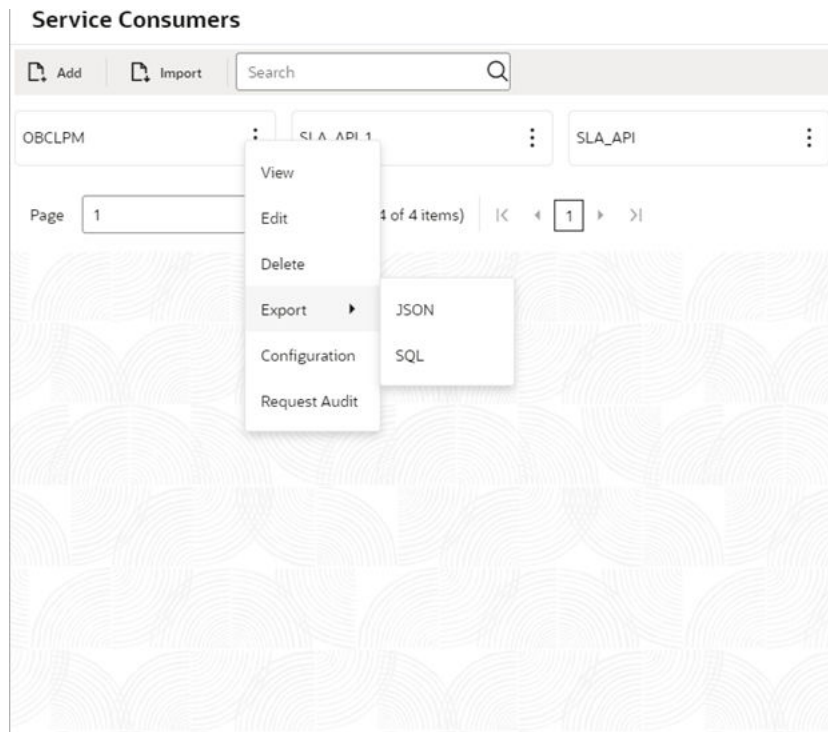 Service Consumers
Add Import Search
OBCLPM SLA_API_1 SLA_API
View
Page 1 4 of 4 items) 1
Edit
Delete
Export JSON
Configuration SQL
Request Audit